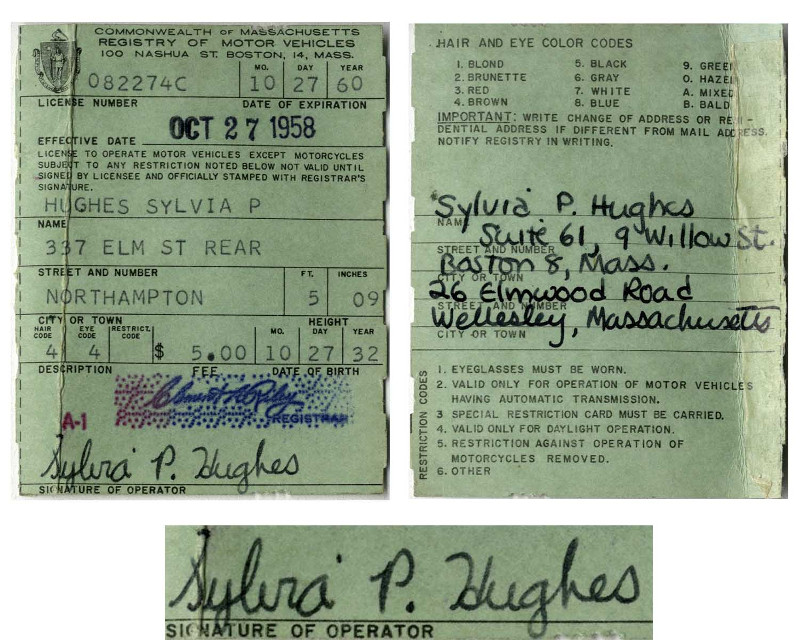 COMMONWEALTH OF MASSACHUSETTS
REGISTRY OF MOTOR VEHICLES
100 NASHUA ST. BOSTON, 14, MASS.
MO. DAY YEAR
082274C 10 27 60
LICENSE NUMBER DATE OF EXPIRATION
OCT 27 1958
EFFECTIVE DATE
LICENSE TO OPERATE MOTOR VEHICLES EXCEPT MOTORCYCLES
SUBJECT TO ANY RESTRICTION NOTED BELOW NOT VALID UNTIL
SIGNED BY LICENSEE AND OFFICIALLY STAMPED WITH REGISTRAR'S
SIGNATURE.
HUGHES SYLVIA P
NAME
337 ELM ST REAR
STREET AND NUMBER FT. INCHES
NORTHAMPTON 5 09
CITY OR TOWN HEIGHT
HAIR CODE EYE CODE RESTRICT. CODE MO. DAY YEAR
4 4 $ 5.00 10 27 32
DESCRIPTION FEE DATE OF BIRTH
A-1 REGISTRAR
Sylvia P. Hughes
SIGNATURE OF OPERATOR
HAIR AND EYE COLOR CODES
1. BLOND 5. BLACK 9. GREEN
2. BRUNETTE 6. GRAY 0. HAZEL
3. RED 7. WHITE A. MIXED
4. BROWN 8. BLUE B. BALD
IMPORTANT: WRITE CHANGE OF ADDRESS OR RESI-
DENTIAL ADDRESS IF DIFFERENT FROM MAIL ADDRESS.
NOTIFY REGISTRY IN WRITING.
Sylvia P. Hughes
NAME
Suite 61, 9 Willow St.
STREET AND NUMBER
Boston 8, Mass.
CITY OR TOWN
26 Elmwood Road
STREET AND NUMBER
Wellesley, Massachusetts
CITY OR TOWN
RESTRICTION CODES
1. EYEGLASSES MUST BE WORN.
2. VALID ONLY FOR OPERATION OF MOTOR VEHICLES
HAVING AUTOMATIC TRANSMISSION.
3 SPECIAL RESTRICTION CARD MUST BE CARRIED.
4. VALID ONLY FOR DAYLIGHT OPERATION.
5. RESTRICTION AGAINST OPERATION OF
MOTORCYCLES REMOVED.
6. OTHER
Sylvia P. Hughes
SIGNATURE OF OPERATOR